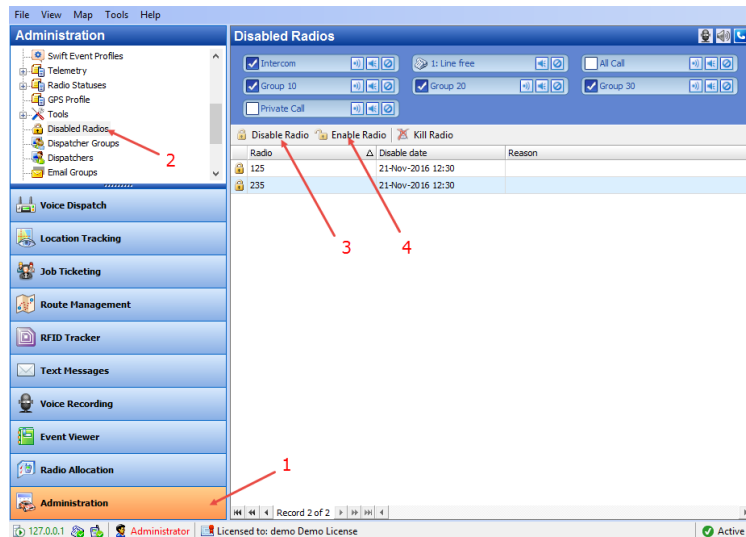 File View Map Tools Help
Administration
Swift Event Profiles
Telemetry
Radio Statuses
GPS Profile
Tools
Disabled Radios
Dispatcher Groups
Dispatchers
Email Groups
2
Voice Dispatch
Location Tracking
Job Ticketing
Route Management
RFID Tracker
Text Messages
Voice Recording
Event Viewer
Radio Allocation
Administration
1
Disabled Radios
Intercom 1: Line free All Call
Group 10 Group 20 Group 30
Private Call
Disable Radio Enable Radio Kill Radio
Radio Disable date Reason
125 21-Nov-2016 12:30
235 21-Nov-2016 12:30
3 4
Record 2 of 2
127.0.0.1 Administrator Licensed to: demo Demo License Active